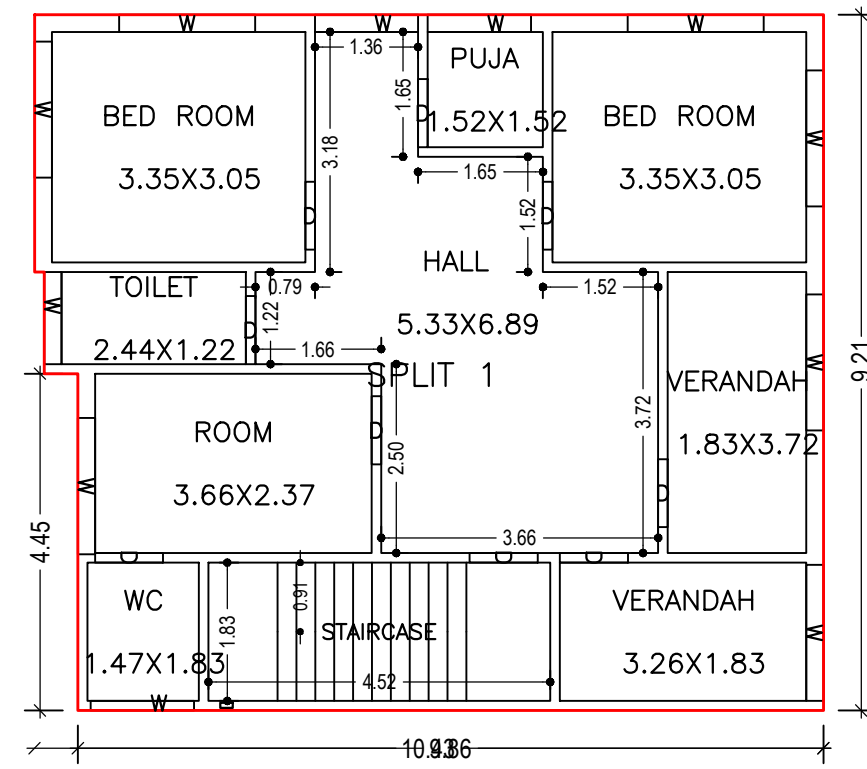 W W W W
1.36
PUJA
1.52X1.52
1.65
W
BED ROOM
3.35X3.05
3.18
D
BED ROOM
3.35X3.05
W
1.65
1.52
D
D
HALL
5.33X6.89
TOILET
2.44X1.22
W
0.79
1.22
D
1.52
1.66
SPLIT 1
VERANDAH
1.83X3.72
W
9.21
3.72
ROOM
3.66X2.37
W
D
2.50
D
3.66
4.45
D D D
WC
1.47X1.83
1.83
0.91
STAIRCASE
4.52
VERANDAH
3.26X1.83
W
W